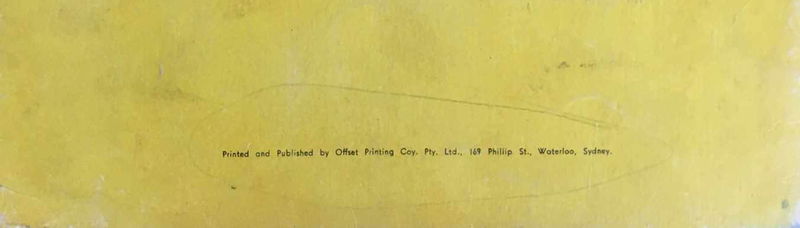 Printed and Published by Offset Printing Coy. Pty. Ltd., 169 Phillip St., Waterloo, Sydney.